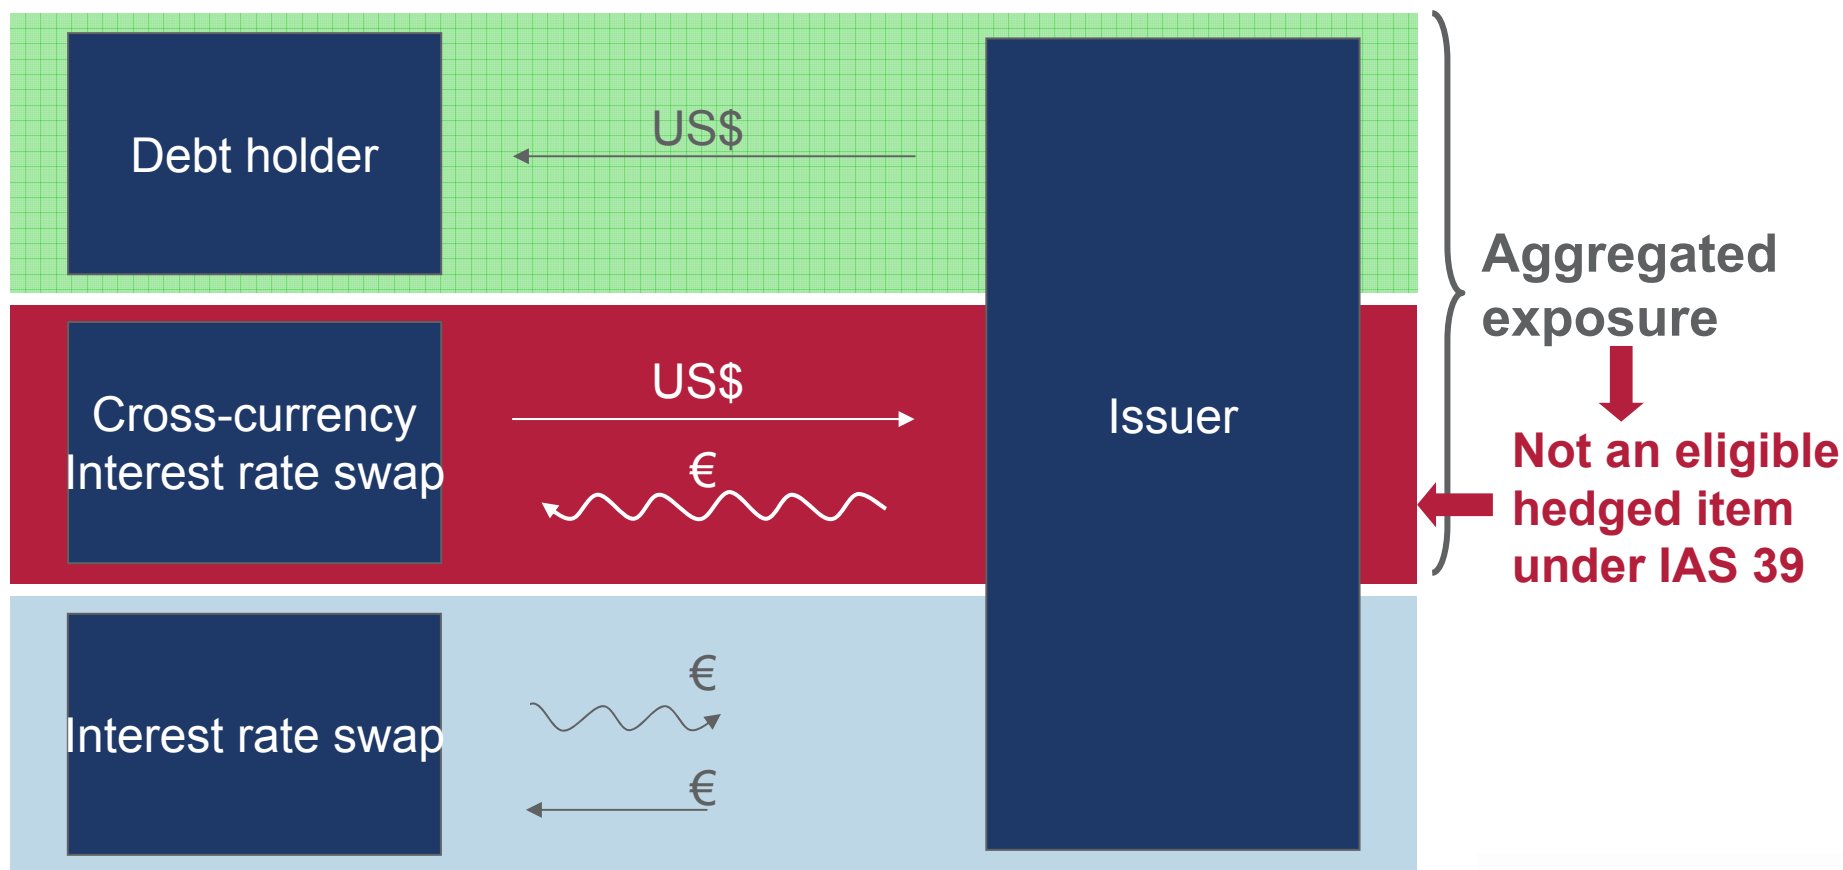 Debt holder
US$
Cross-currency
Interest rate swap
US$
€
Issuer
Interest rate swap
€
€
Aggregated
exposure
Not an eligible
hedged item
under IAS 39